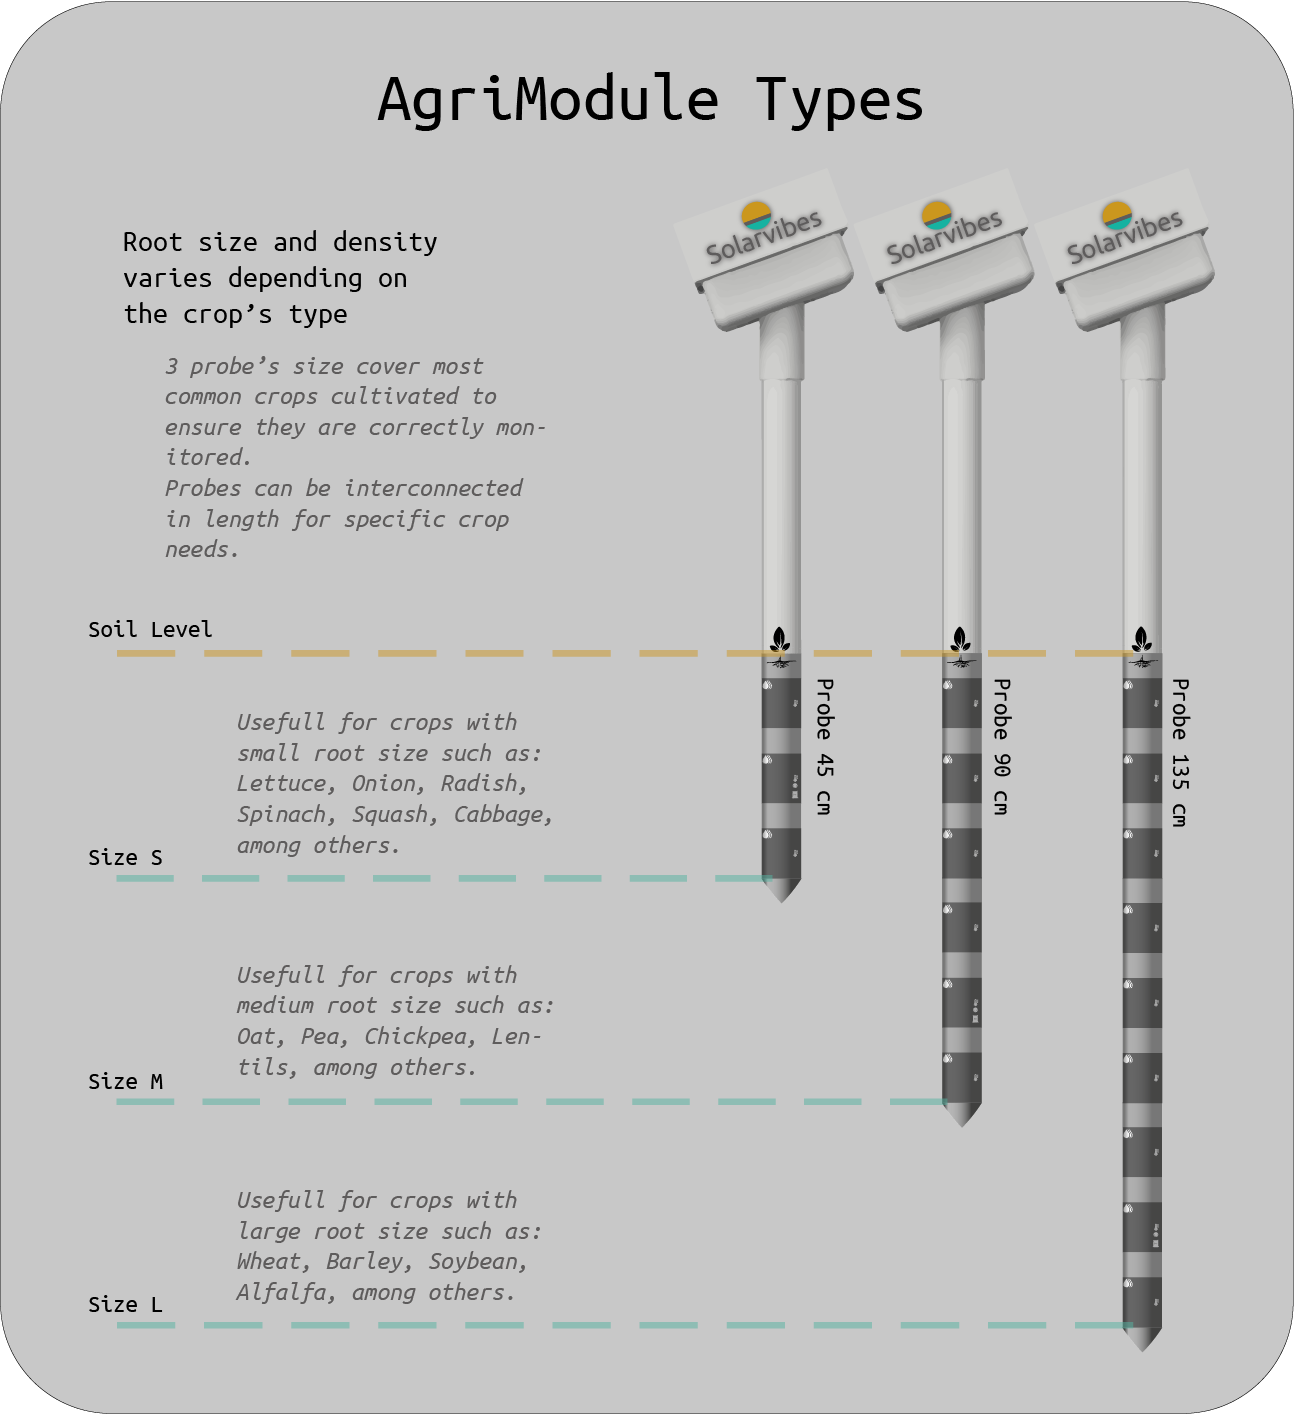 AgriModule Types
Solarvibes
Solarvibes
Solarvibes
Root size and density
varies depending on
the crop’s type
3 probe’s size cover most
common crops cultivated to
ensure they are correctly mon-
itored.
Probes can be interconnected
in length for specific crop
needs.
Soil Level
Probe 45 cm
Probe 90 cm
Probe 135 cm
Usefull for crops with
small root size such as:
Lettuce, Onion, Radish,
Spinach, Squash, Cabbage,
among others.
Size S
Usefull for crops with
medium root size such as:
Oat, Pea, Chickpea, Len-
tils, among others.
Size M
Usefull for crops with
large root size such as:
Wheat, Barley, Soybean,
Alfalfa, among others.
Size L